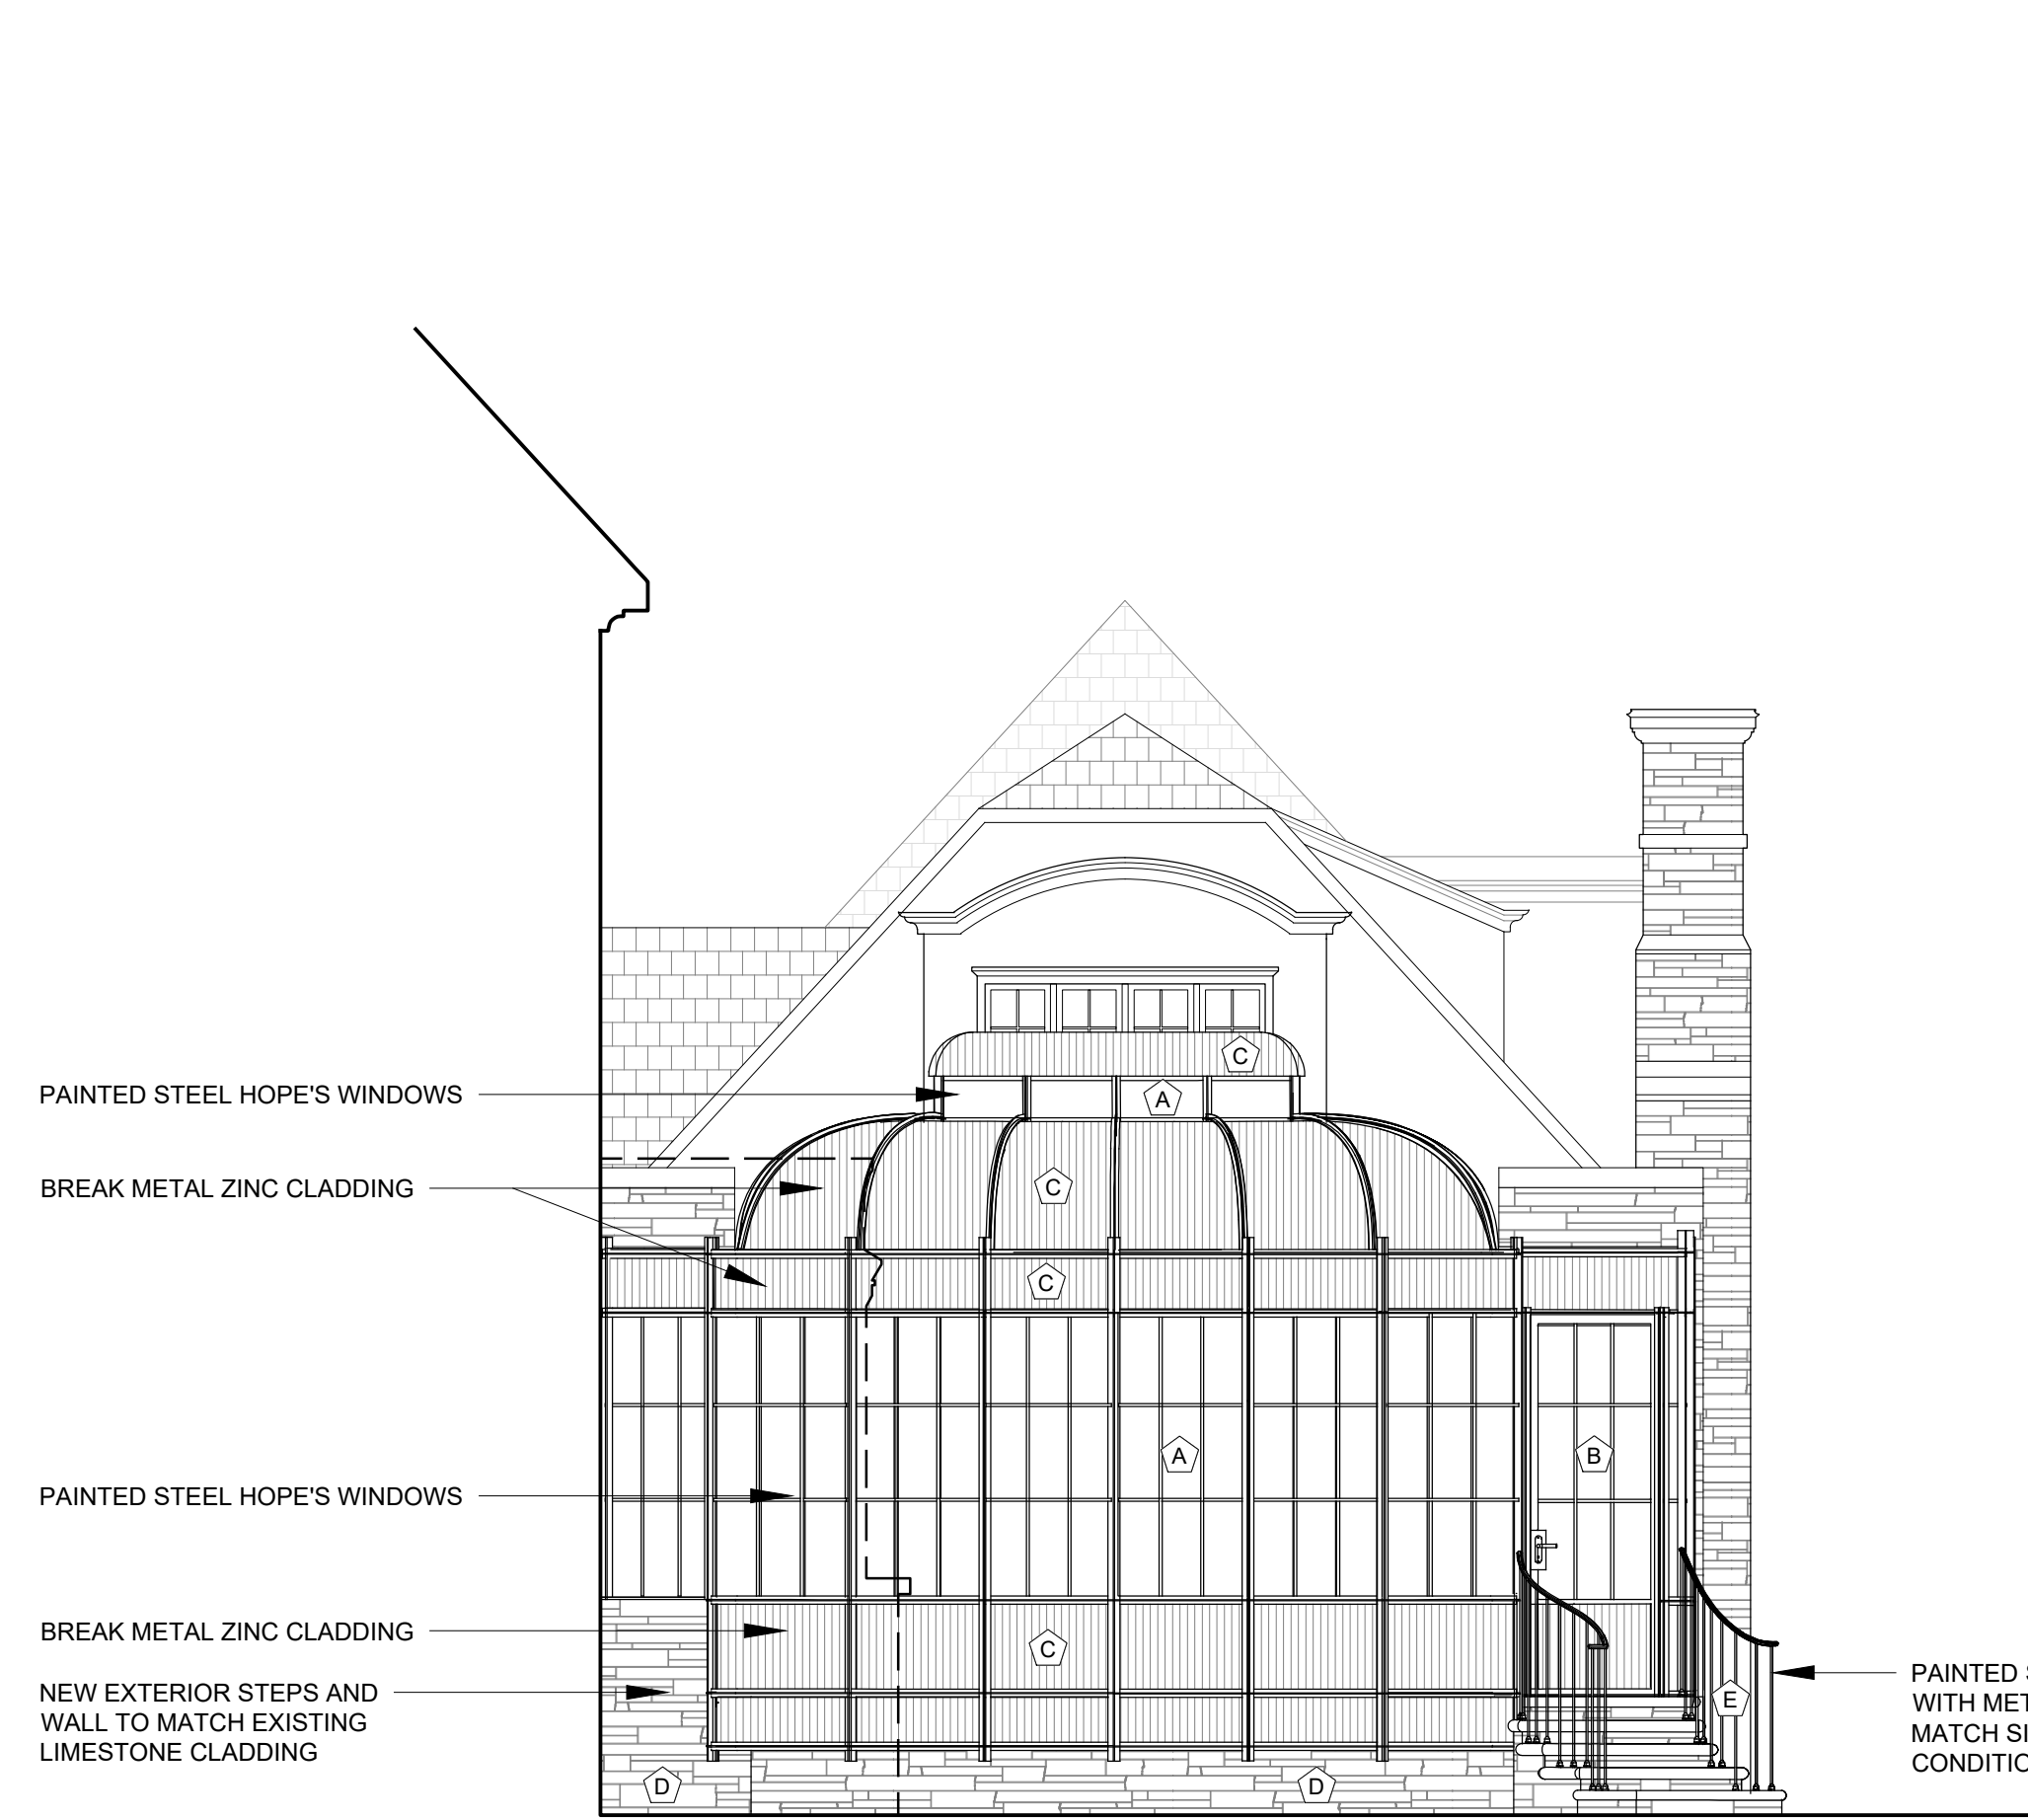 C
A
PAINTED STEEL HOPE'S WINDOWS
C
BREAK METAL ZINC CLADDING
C
A
B
PAINTED STEEL HOPE'S WINDOWS
BREAK METAL ZINC CLADDING
C
NEW EXTERIOR STEPS AND
WALL TO MATCH EXISTING
LIMESTONE CLADDING
E
PAINTED
WITH
MATCH
D
D